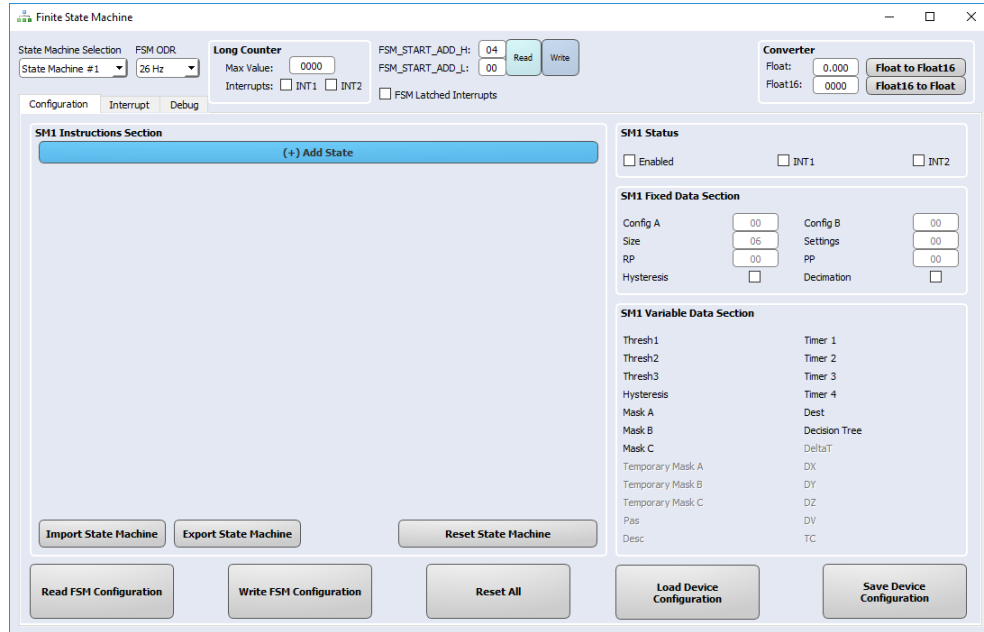 Finite State Machine
State Machine Selection FSM ODR
State Machine #1 26 Hz
Long Counter
Max Value: 0000
Interrupts: INT1 INT2
FSM_START_ADD_H: 04
FSM_START_ADD_L: 00
Read Write
FSM Latched Interrupts
Converter
Float: 0.000 Float to Float16
Float16: 0000 Float16 to Float
Configuration Interrupt Debug
SM1 Instructions Section
(+) Add State
Import State Machine Export State Machine Reset State Machine
SM1 Status
Enabled INT1 INT2
SM1 Fixed Data Section
Config A 00 Config B 00
Size 06 Settings 00
RP 00 PP 00
Hysteresis Decimation
SM1 Variable Data Section
Thresh1 Timer 1
Thresh2 Timer 2
Thresh3 Timer 3
Hysteresis Timer 4
Mask A Dest
Mask B Decision Tree
Mask C DeltaT
Temporary Mask A DX
Temporary Mask B DY
Temporary Mask C DZ
Pas DV
Desc TC
Read FSM Configuration Write FSM Configuration Reset All
Load Device
Configuration
Save Device
Configuration